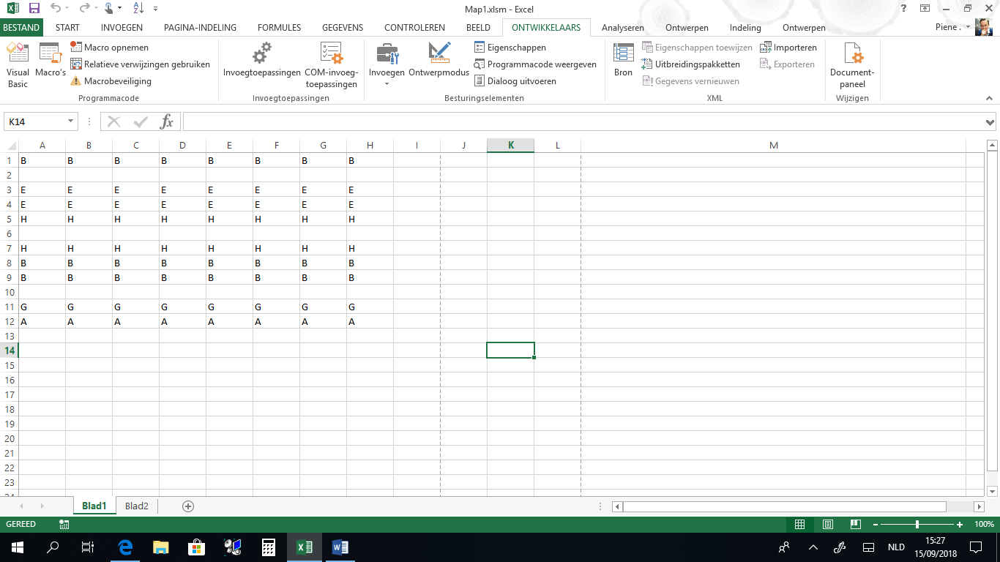 Map1.xlsm - Excel
BESTAND START INVOEGEN PAGINA-INDELING FORMULES GEGEVENS CONTROLEREN BEELD ONTWIKKELAARS Analyseren Ontwerpen Indeling Ontwerpen Piene .
Visual Basic
Macro's
Macro opnemen
Relatieve verwijzingen gebruiken
Macrobeveiliging
Programmacode
Invoegtoepassingen
COM-invoeg-
toepassingen
Invoegtoepassingen
Invoegen
Ontwerpmodus
Eigenschappen
Programmacode weergeven
Dialoog uitvoeren
Besturingselementen
Bron
Eigenschappen toewijzen
Uitbreidingspakketten
Gegevens vernieuwen
Importeren
Exporteren
XML
Document-
paneel
Wijzigen
K14 fx
A B C D E F G H I J K L M
1 B B B B B B B B
2
3 E E E E E E E E
4 E E E E E E E E
5 H H H H H H H H
6
7 H H H H H H H H
8 B B B B B B B B
9 B B B B B B B B
10
11 G G G G G G G G
12 A A A A A A A A
13
14
15
16
17
18
19
20
21
22
23
24
Blad1 Blad2
GEREED 100%
NLD 15:27
15/09/2018